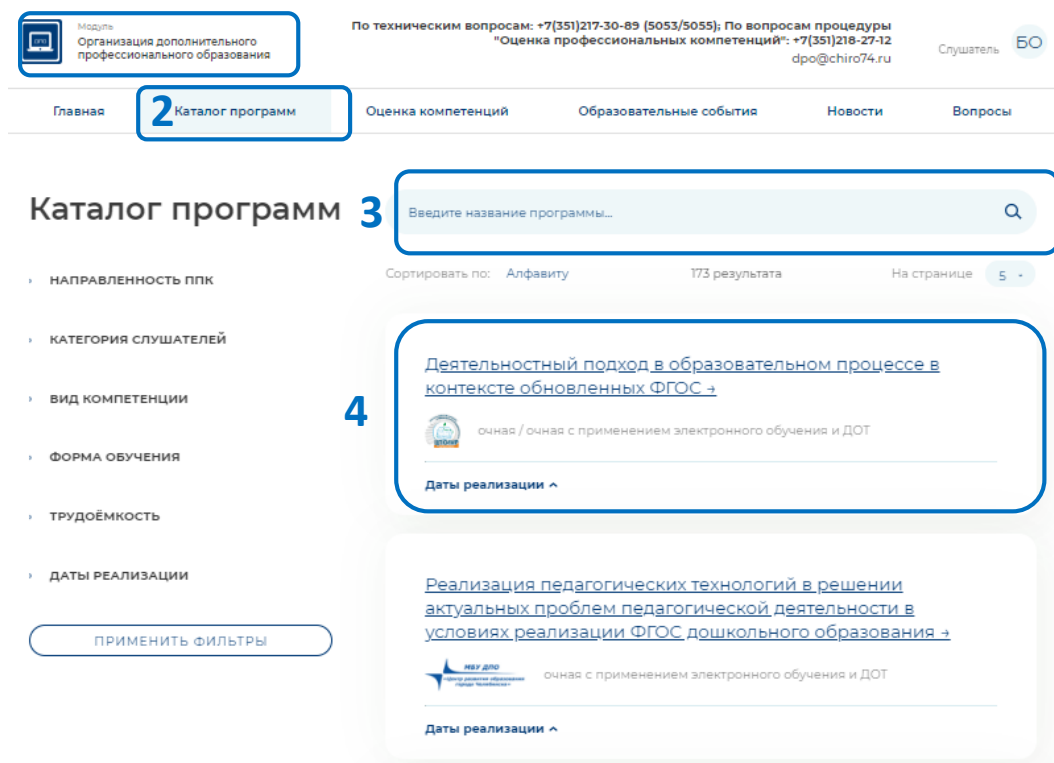 Модуль
Организация дополнительного
профессионального образования
По техническим вопросам: +7(351)217-30-89 (5053/5055); По вопросам процедуры
"Оценка профессиональных компетенций": +7(351)218-27-12
dpo@chiro74.ru
Слушатель
БО
Главная
2
Каталог программ
Оценка компетенций
Образовательные события
Новости
Вопросы
Каталог программ
3
Введите название программы...
Сортировать по: Алфавиту
173 результата
На странице 5
НАПРАВЛЕННОСТЬ ППК
КАТЕГОРИЯ СЛУШАТЕЛЕЙ
ВИД КОМПЕТЕНЦИИ
ФОРМА ОБУЧЕНИЯ
ТРУДОЁМКОСТЬ
ДАТЫ РЕАЛИЗАЦИИ
ПРИМЕНИТЬ ФИЛЬТРЫ
4
Деятельностный подход в образовательном процессе в
контексте обновленных ФГОС →
очная / очная с применением электронного обучения и ДОТ
Даты реализации
Реализация педагогических технологий в решении
актуальных проблем педагогической деятельности в
условиях реализации ФГОС дошкольного образования →
МБУ ДПО
«Центр развития образования
города Челябинска»
очная с применением электронного обучения и ДОТ
Даты реализации